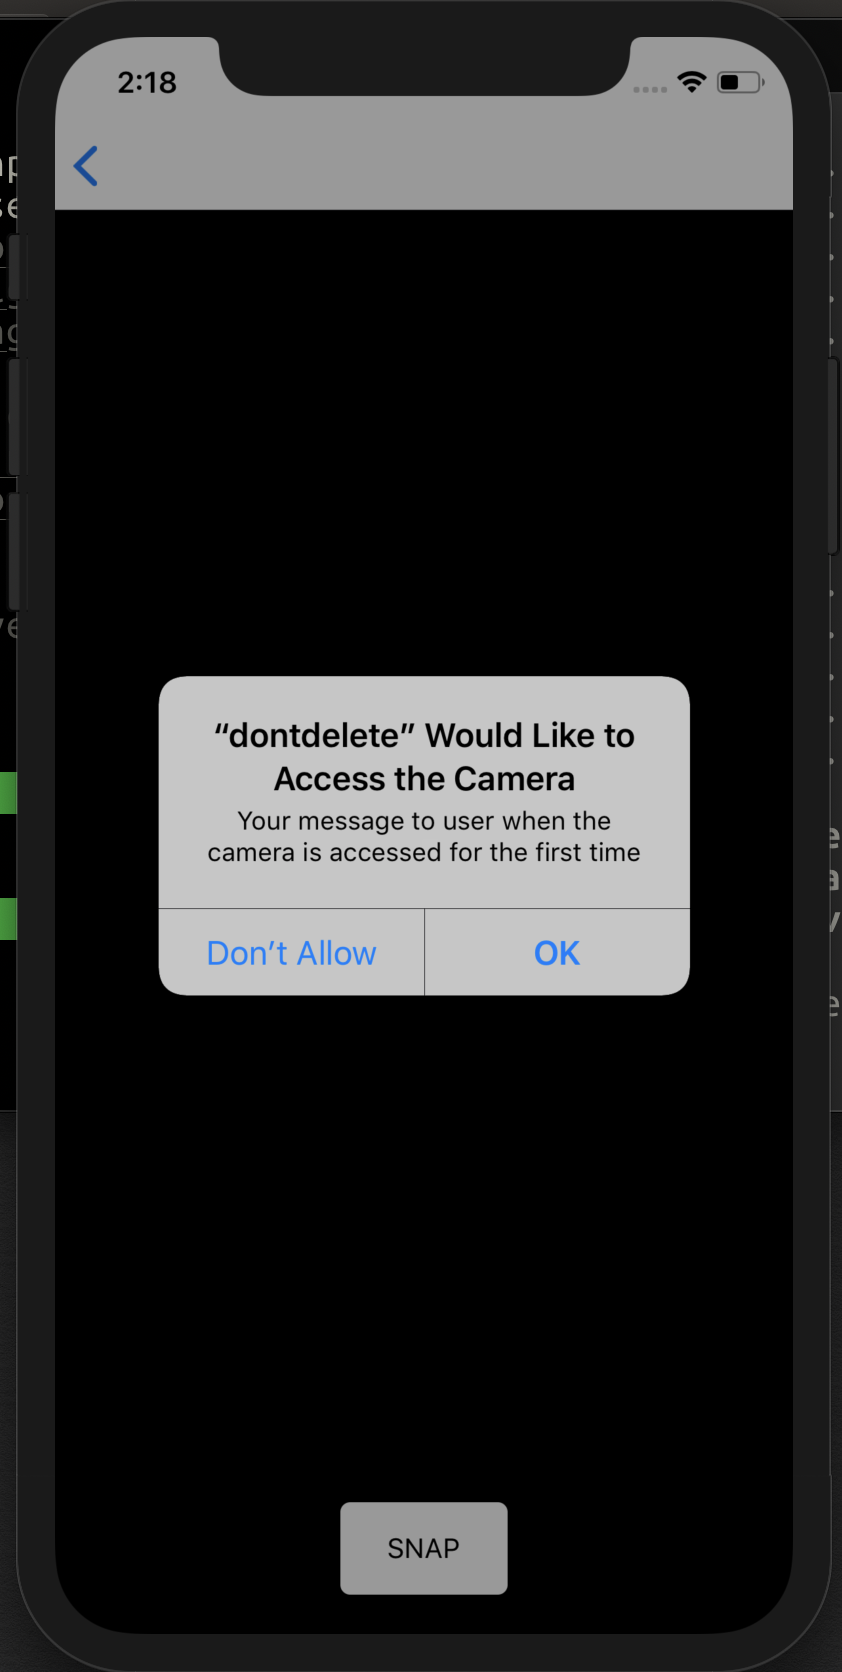 2:18
“dontdelete” Would Like to
Access the Camera
Your message to user when the
camera is accessed for the first time
Don’t Allow
OK
SNAP